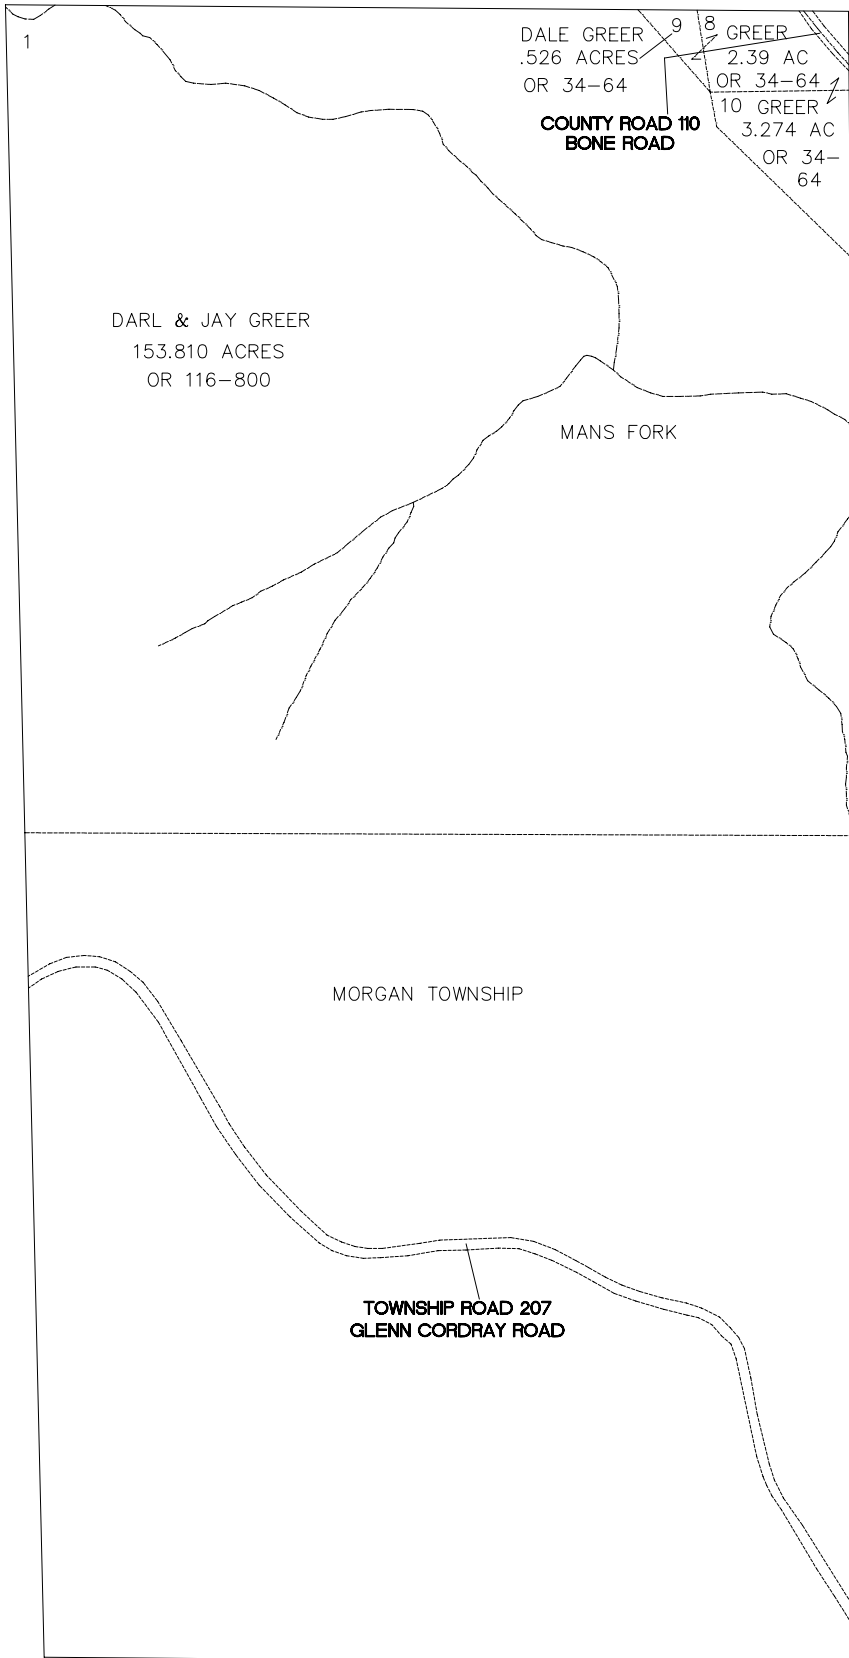 1
DALE GREER
.526 ACRES
OR 34-64
9
8
GREER
2.39 AC
OR 34-64
10 GREER
3.274 AC
OR 34-
64
COUNTY ROAD 110
BONE ROAD
DARL & JAY GREER
153.810 ACRES
OR 116-800
MANS FORK
MORGAN TOWNSHIP
TOWNSHIP ROAD 207
GLENN CORDRAY ROAD